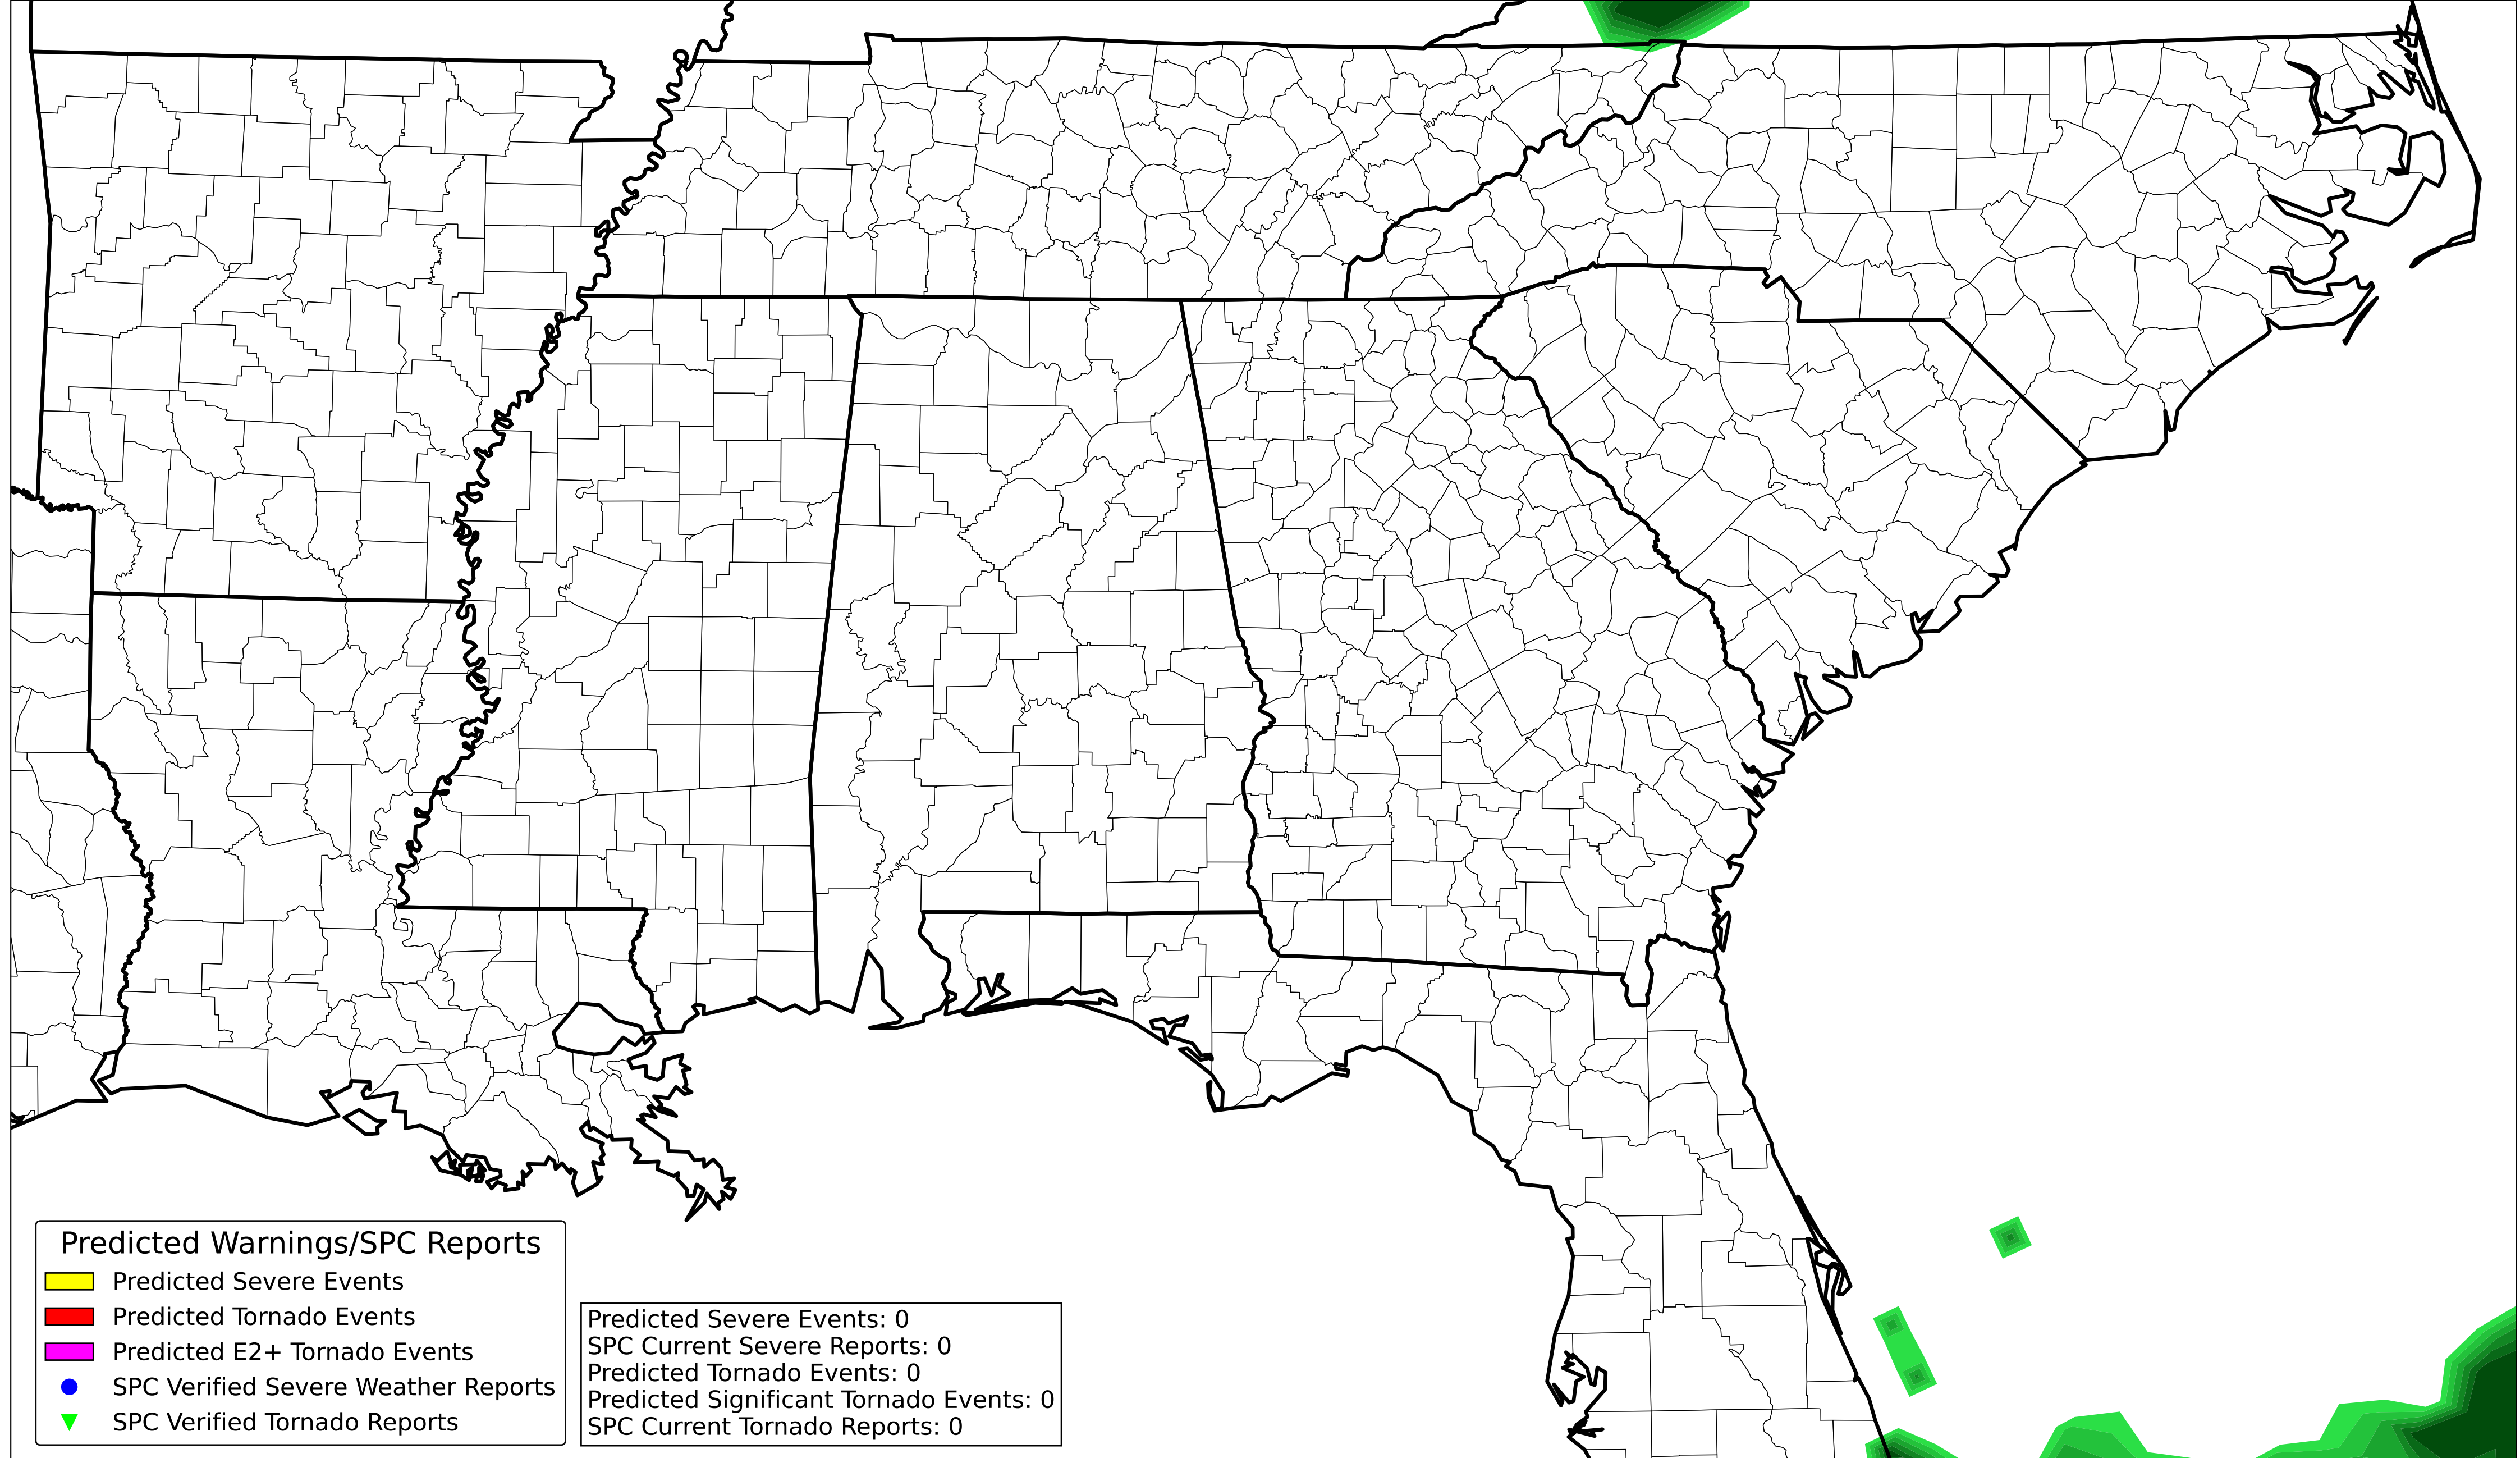 Predicted Warnings/SPC Reports
Predicted Severe Events
Predicted Tornado Events
Predicted E2+ Tornado Events
SPC Verified Severe Weather Reports
SPC Verified Tornado Reports
Predicted Severe Events: 0
SPC Current Severe Reports: 0
Predicted Tornado Events: 0
Predicted Significant Tornado Events: 0
SPC Current Tornado Reports: 0